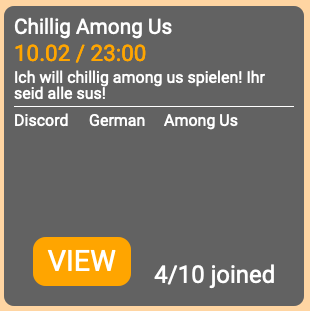 Chillig Among Us
10.02 / 23:00
Ich will chillig among us spielen! Ihr
seid alle sus!
Discord German Among Us
VIEW 4/10 joined